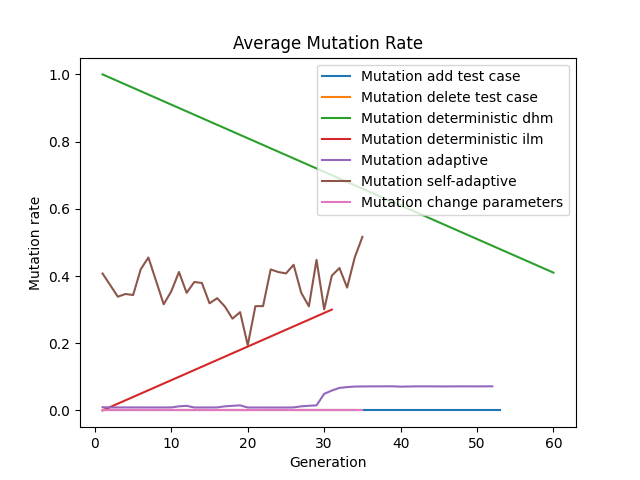 Average Mutation Rate
Mutation rate
1.0
0.8
0.6
0.4
0.2
0.0
Mutation add test case
Mutation delete test case
Mutation deterministic dhm
Mutation deterministic ilm
Mutation adaptive
Mutation self-adaptive
Mutation change parameters
0
10
20
30
40
50
60
Generation